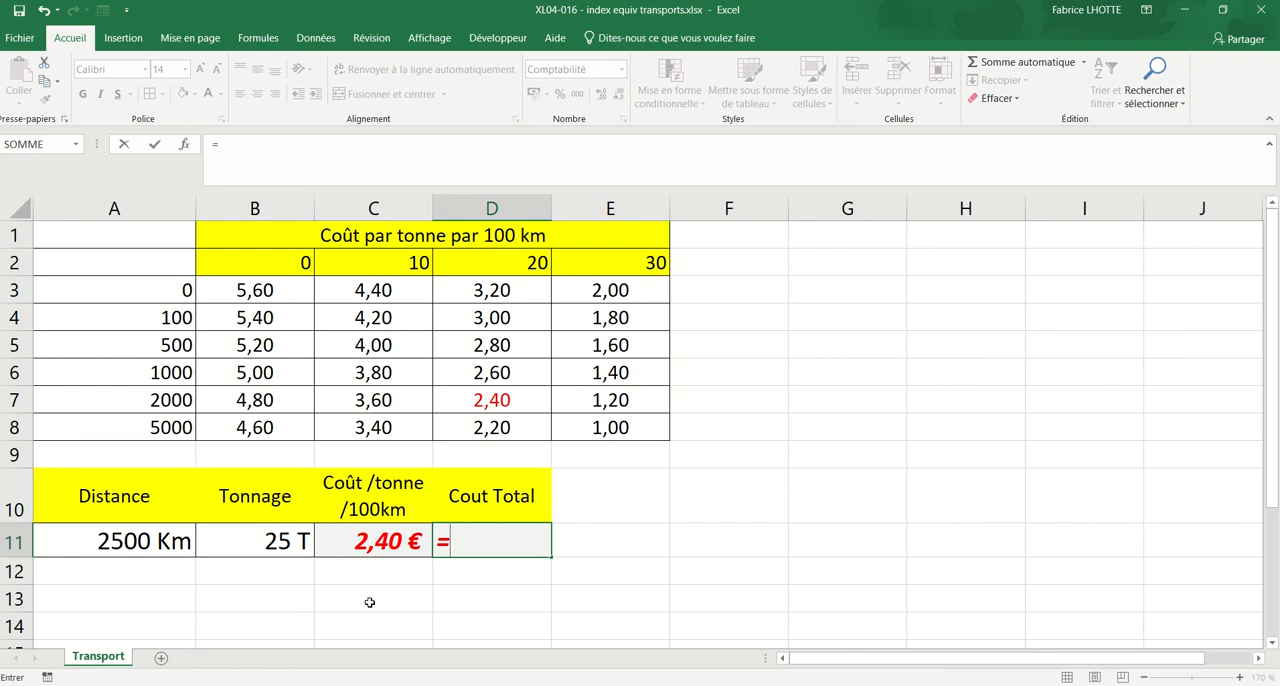 XL04-016 - index equiv transports.xlsx - Excel
Fabrice LHOTTE
Fichier Accueil Insertion Mise en page Formules Données Révision Affichage Aide Développeur Dites-nous ce que vous voulez faire Partager
Calibri 14 Renvoyer à la ligne automatiquement Comptabilité Somme automatique
Coller Mise en forme Mettre sous forme Styles de Insérer Supprimer Format Recopier Trier et Rechercher et
G I S Fusionner et centrer % 000 conditionnelle de tableau cellules Effacer filtrer sélectionner
Presse-papiers Police Alignement Nombre Styles Cellules Édition
SOMME fx =
A B C D E F G H I J
1 Coût par tonne par 100 km
2 0 10 20 30
3 0 5,60 4,40 3,20 2,00
4 100 5,40 4,20 3,00 1,80
5 500 5,20 4,00 2,80 1,60
6 1000 5,00 3,80 2,60 1,40
7 2000 4,80 3,60 2,40 1,20
8 5000 4,60 3,40 2,20 1,00
9
Distance Tonnage Coût /tonne Cout Total
10 /100km
11 2500 Km 25 T 2,40 € =
12
13
14
Transport
Entrer 170 %